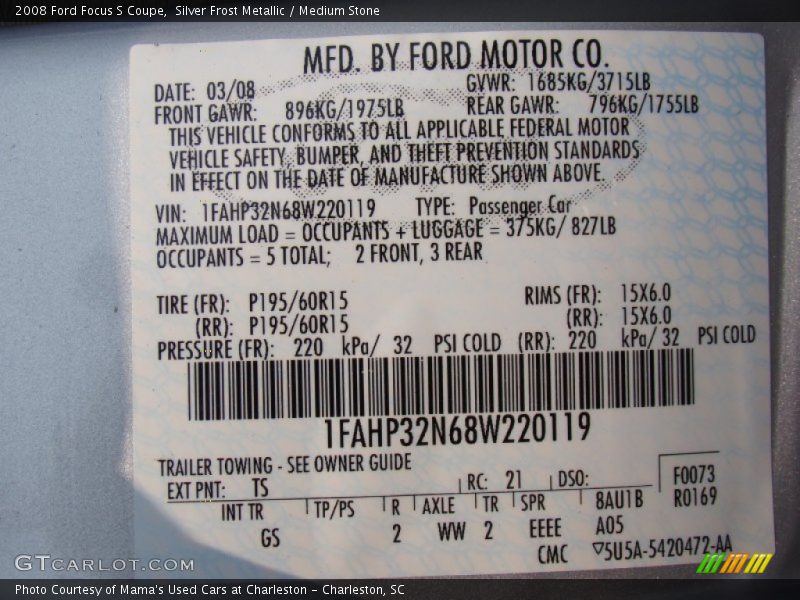 2008 Ford Focus S Coupe, Silver Frost Metallic / Medium Stone
MFD. BY FORD MOTOR CO.
DATE: 03/08 GVWR: 1685KG/3715LB
FRONT GAWR: 896KG/1975LB REAR GAWR: 796KG/1755LB
THIS VEHICLE CONFORMS TO ALL APPLICABLE FEDERAL MOTOR
VEHICLE SAFETY, BUMPER, AND THEFT PREVENTION STANDARDS
IN EFFECT ON THE DATE OF MANUFACTURE SHOWN ABOVE.
VIN: 1FAHP32N68W220119 TYPE: Passenger Car
MAXIMUM LOAD = OCCUPANTS + LUGGAGE = 375KG/ 827LB
OCCUPANTS = 5 TOTAL; 2 FRONT, 3 REAR
TIRE (FR): P195/60R15 RIMS (FR): 15X6.0
(RR): P195/60R15 (RR): 15X6.0
PRESSURE (FR): 220 kPa/ 32 PSI COLD (RR): 220 kPa/ 32 PSI COLD
1FAHP32N68W220119
TRAILER TOWING - SEE OWNER GUIDE
EXT PNT: TS RC: 21 DSO: F0073
INT TR TP/PS R AXLE TR SPR 8AU1B R0169
GS 2 WW 2 EEEE A05
CMC ▽5U5A-5420472-AA
GTCARLOT.COM
Photo Courtesy of Mama's Used Cars at Charleston - Charleston, SC